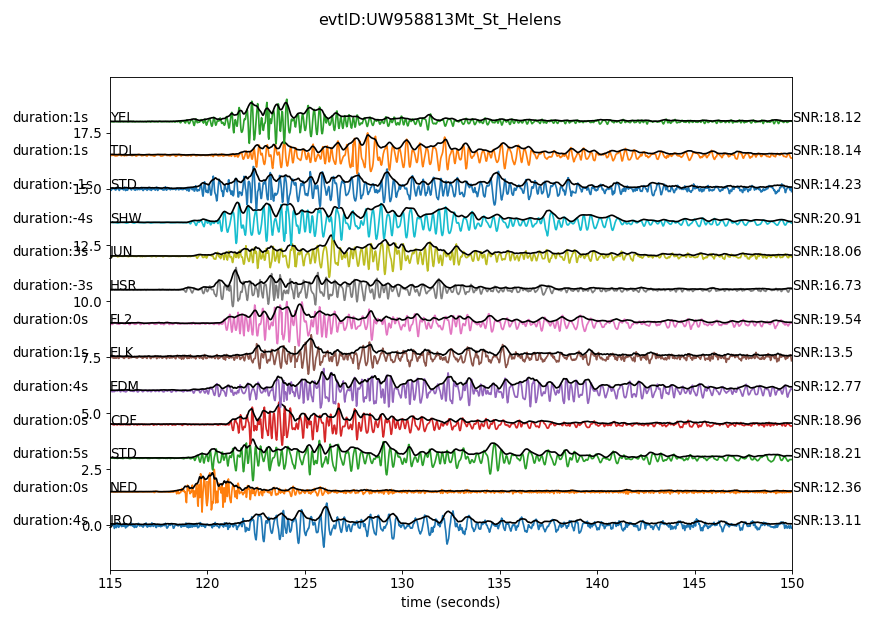 evtID:UW958813Mt_St_Helens
duration:1s YEL SNR:18.12
17.5
duration:1s TDL SNR:18.14
duration:-1s STD SNR:14.23
15.0
duration:-4s SHW SNR:20.91
12.5
duration:3s JUN SNR:18.06
duration:-3s HSR SNR:16.73
10.0
duration:0s FL2 SNR:19.54
duration:1s ELK SNR:13.5
7.5
duration:4s EDM SNR:12.77
5.0
duration:0s CDF SNR:18.96
duration:5s STD SNR:18.21
2.5
duration:0s NED SNR:12.36
duration:4s JRO SNR:13.11
0.0
115 120 125 130 135 140 145 150
time (seconds)